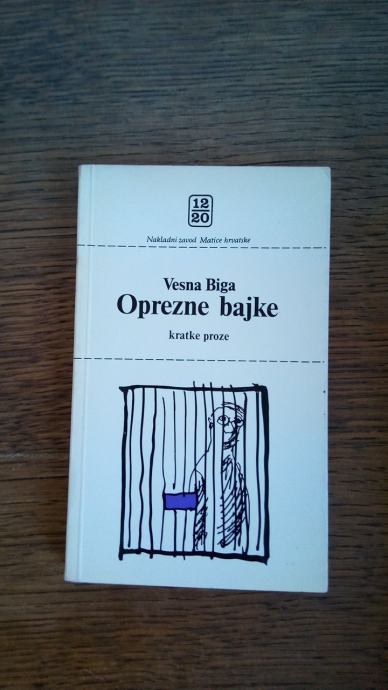 12
20
Nakladni zavod Matice hrvatske
Vesna Biga
Oprezne bajke
kratke proze